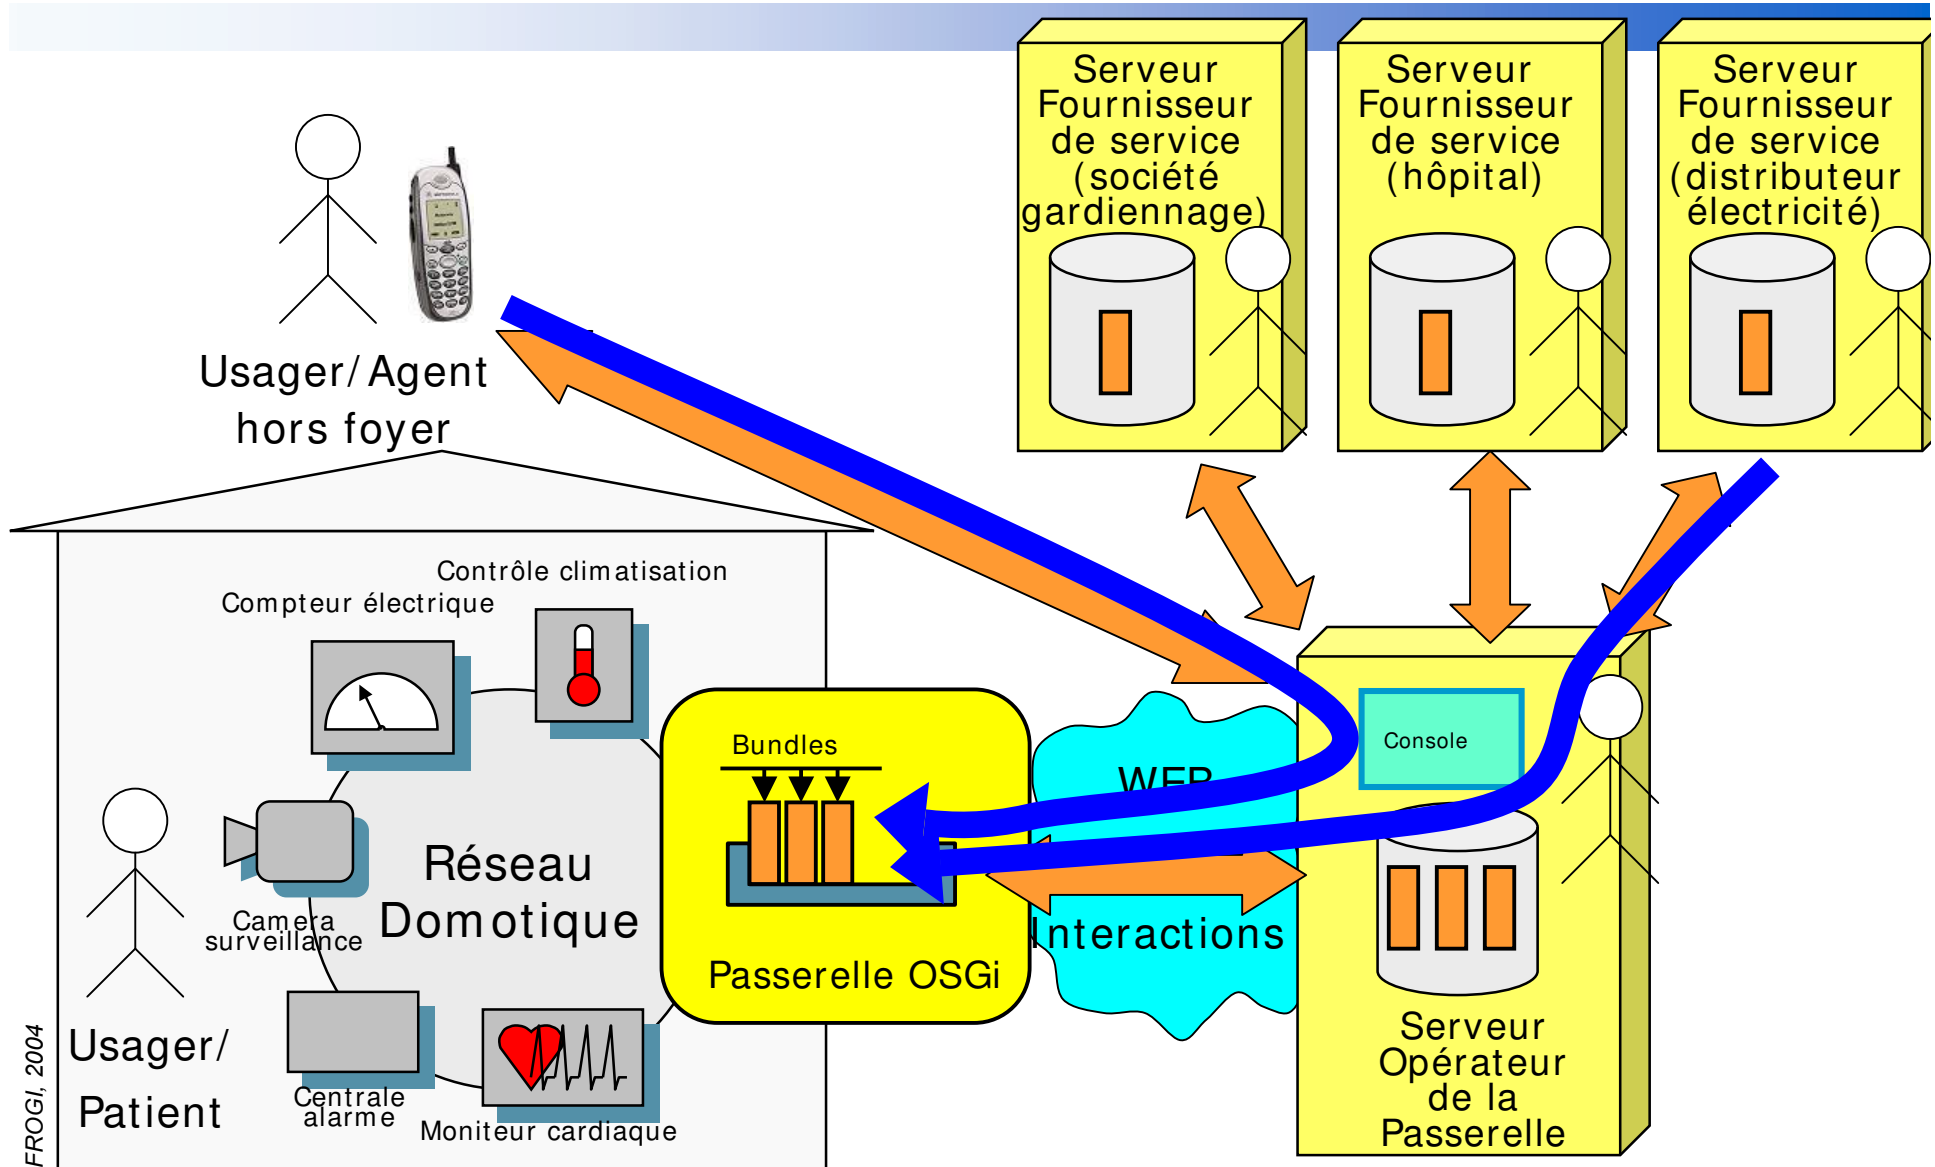 Serveur
Fournisseur
de service
(société
gardiennage)
Serveur
Fournisseur
de service
(hôpital)
Serveur
Fournisseur
de service
(distributeur
électricité)
Usager/Agent
hors foyer
Contrôle climatisation
Compteur électrique
Bundles
Console
WEB
Réseau
Domotique
Camera
surveillance
Interactions
Passerelle OSGi
Usager/
Patient
Centrale
alarme
Moniteur cardiaque
Serveur
Opérateur
de la
Passerelle
FROGI, 2004